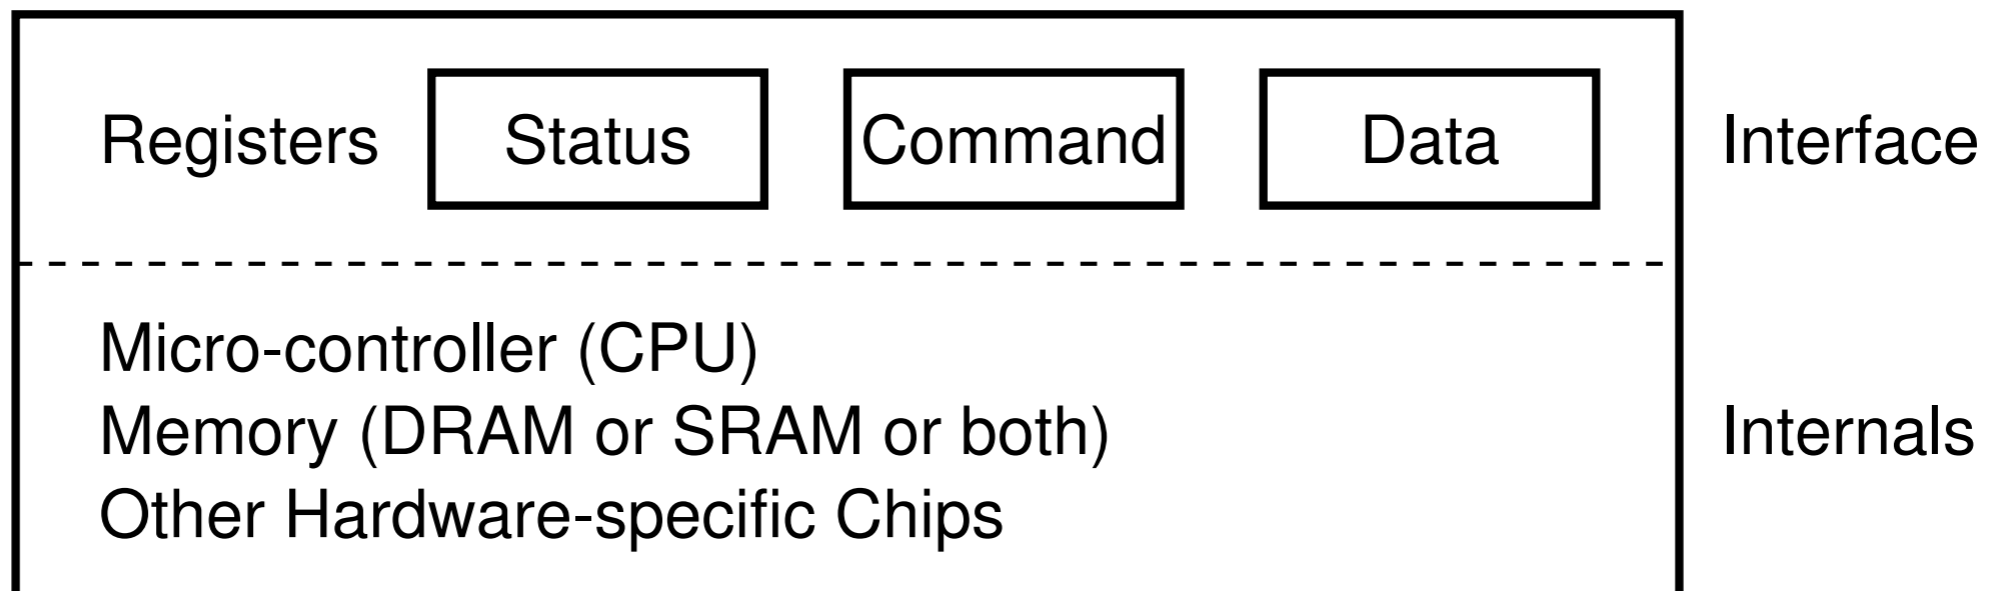 Registers Status Command Data Interface
Micro-controller (CPU)
Memory (DRAM or SRAM or both) Internals
Other Hardware-specific Chips